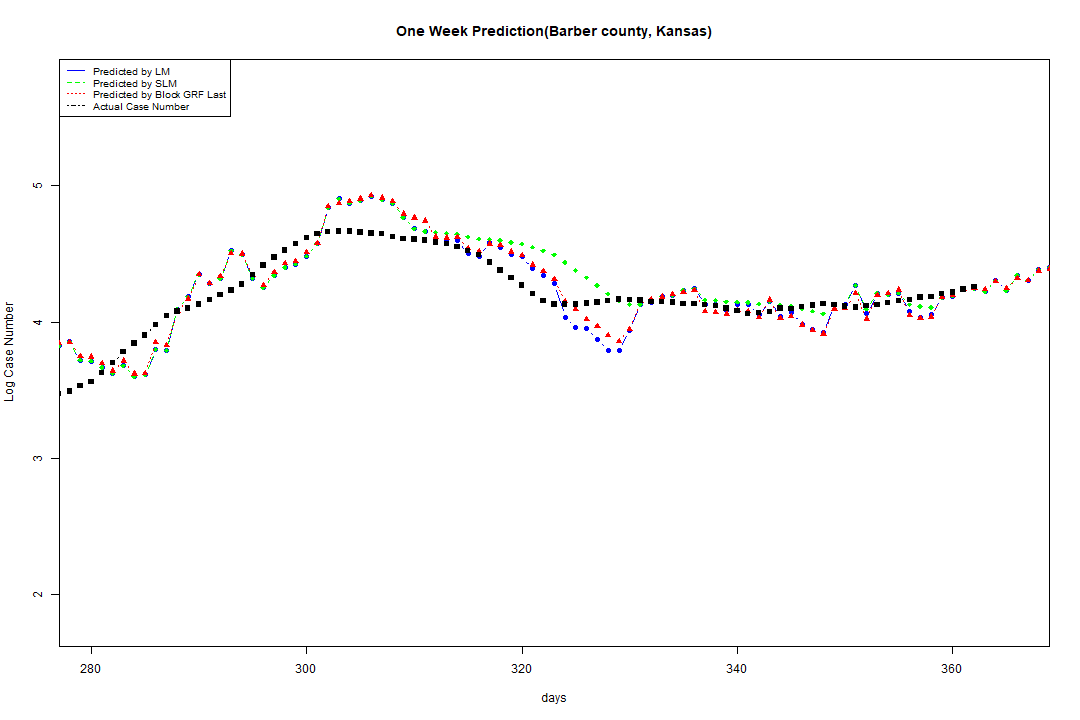 One Week Prediction(Barber county, Kansas)
Predicted by LM
Predicted by SLM
Predicted by Block GRF Last
Actual Case Number
5
4
3
2
Log Case Number
280 300 320 340 360
days